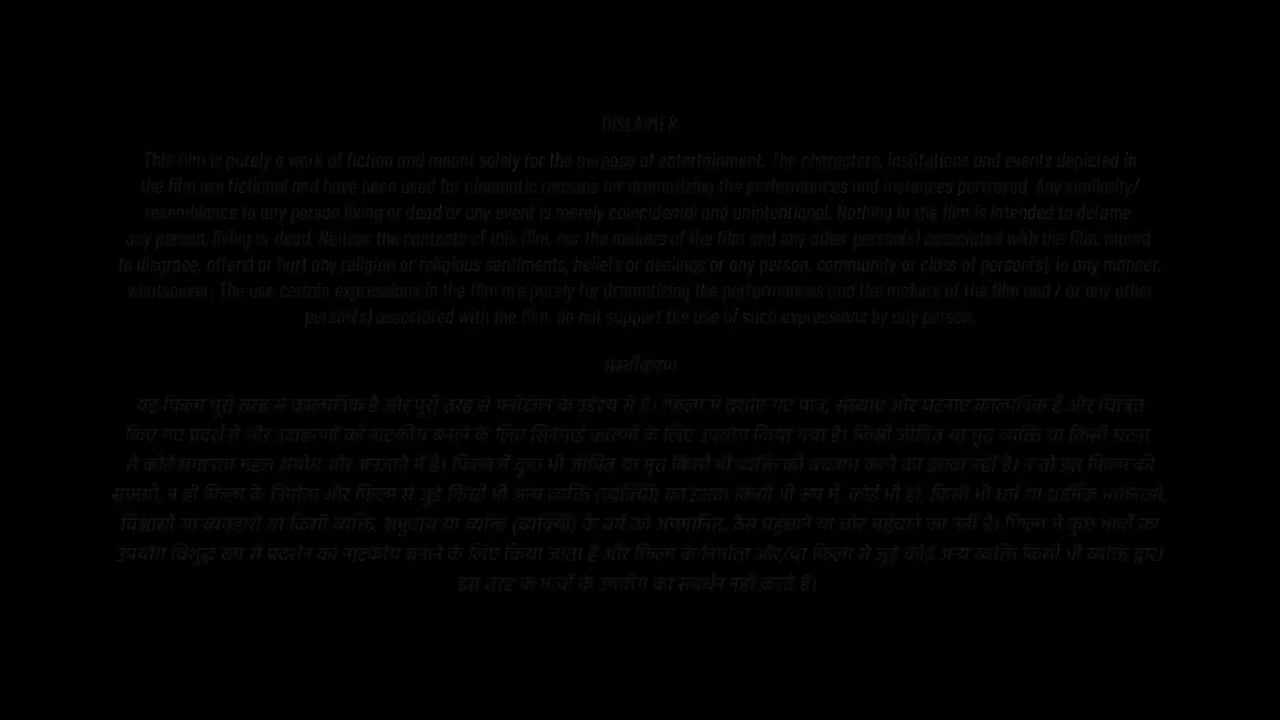 DISLAIMER
This film is purely a work of fiction and meant solely for the purpose of entertainment. The characters, institutions and events depicted in
the film are fictional and have been used for cinematic reasons for dramatizing the performances and instances portrayed. Any similarity/
resemblance to any person living or dead or any event is merely coincidental and unintentional. Nothing in the film is intended to defame
any person, living or dead. Neither the contents of this film, nor the makers of the film and any other person(s) associated with the film, intend
to disgrace, offend or hurt any religion or religious sentiments, beliefs or or any person, community or class of person(s), in any manner,
whatsoever. The use certain expressions in the film are purely for dramatizing the performances and the makers of the film and / or any other
person(s) associated with the film, do not support the use of such expressions by any person.
अस्वीकरण
यह फिल्म पूरी तरह से काल्पनिक है और पूरी तरह से मनोरंजन के उद्देश्य से है। फिल्म में दर्शाए गए पात्र, संस्थाए और घटनाए काल्पनिक हैं और चित्रित
किए गए प्रदर्शनों और उदाहरणों को नाटकीय बनाने के लिए सिनेमाई कारणों के लिए उपयोग किया गया है। किसी जीवित या मृत व्यक्ति या किसी घटना
से कोई समानता महज संयोग और अनजाने में है। फिल्म में कुछ भी जीवित या मृत किसी भी व्यक्ति को बदनाम करने का इरादा नहीं है। न तो इस फिल्म की
सामग्री, न ही फिल्म के निर्माता और फिल्म से जुड़े किसी भी अन्य व्यक्ति (व्यक्तियों) का इरादा किसी भी रूप में, कोई भी हो, किसी भी धर्म या धार्मिक भावनाओं,
विश्वासों या व्यवहारों या किसी व्यक्ति, समुदाय या व्यक्ति (व्यक्तियों) के वर्ग को अपमानित, ठेस पहुंचाने या चोट पहुंचाने का नहीं है। फिल्म में कुछ भावों का
उपयोग विशुद्ध रूप से प्रदर्शन को नाटकीय बनाने के लिए किया जाता है और फिल्म के निर्माता और/या फिल्म से जुड़े कोई अन्य व्यक्ति किसी भी व्यक्ति द्वारा
इस तरह के भावों के उपयोग का समर्थन नहीं करते हैं।